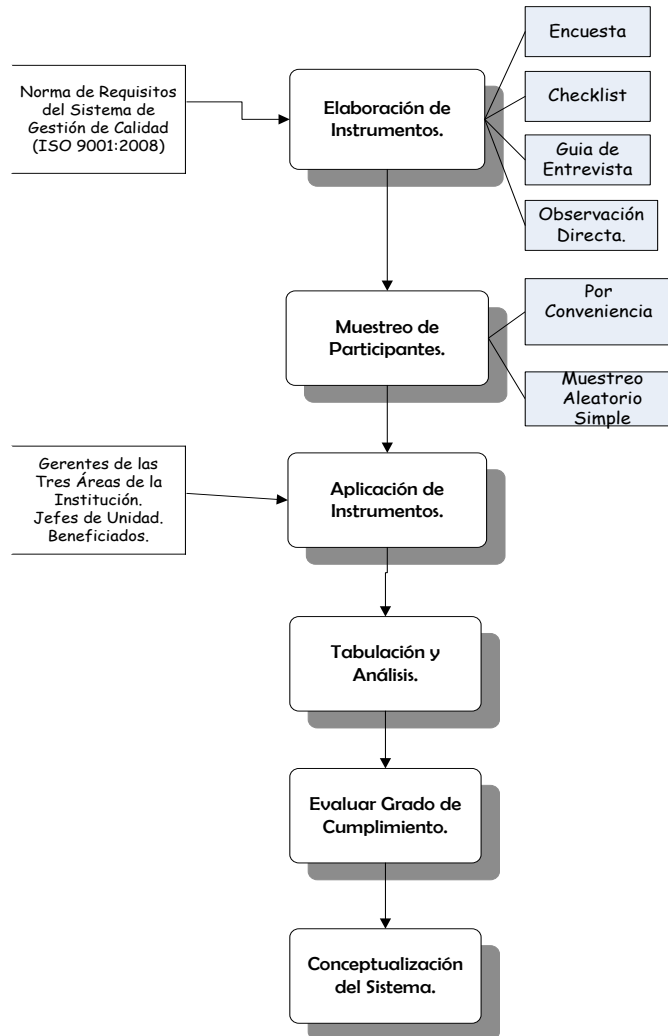 Encuesta
Norma de Requisitos
del Sistema de
Gestión de Calidad
(ISO 9001:2008)
Elaboración de
Instrumentos.
Checklist
Guia de
Entrevista
Observación
Directa.
Muestreo de
Participantes.
Por
Conveniencia
Muestreo
Aleatorio
Simple
Gerentes de las
Tres Áreas de la
Institución.
Jefes de Unidad.
Beneficiados.
Aplicación de
Instrumentos.
Tabulación y
Análisis.
Evaluar Grado de
Cumplimiento.
Conceptualización
del Sistema.